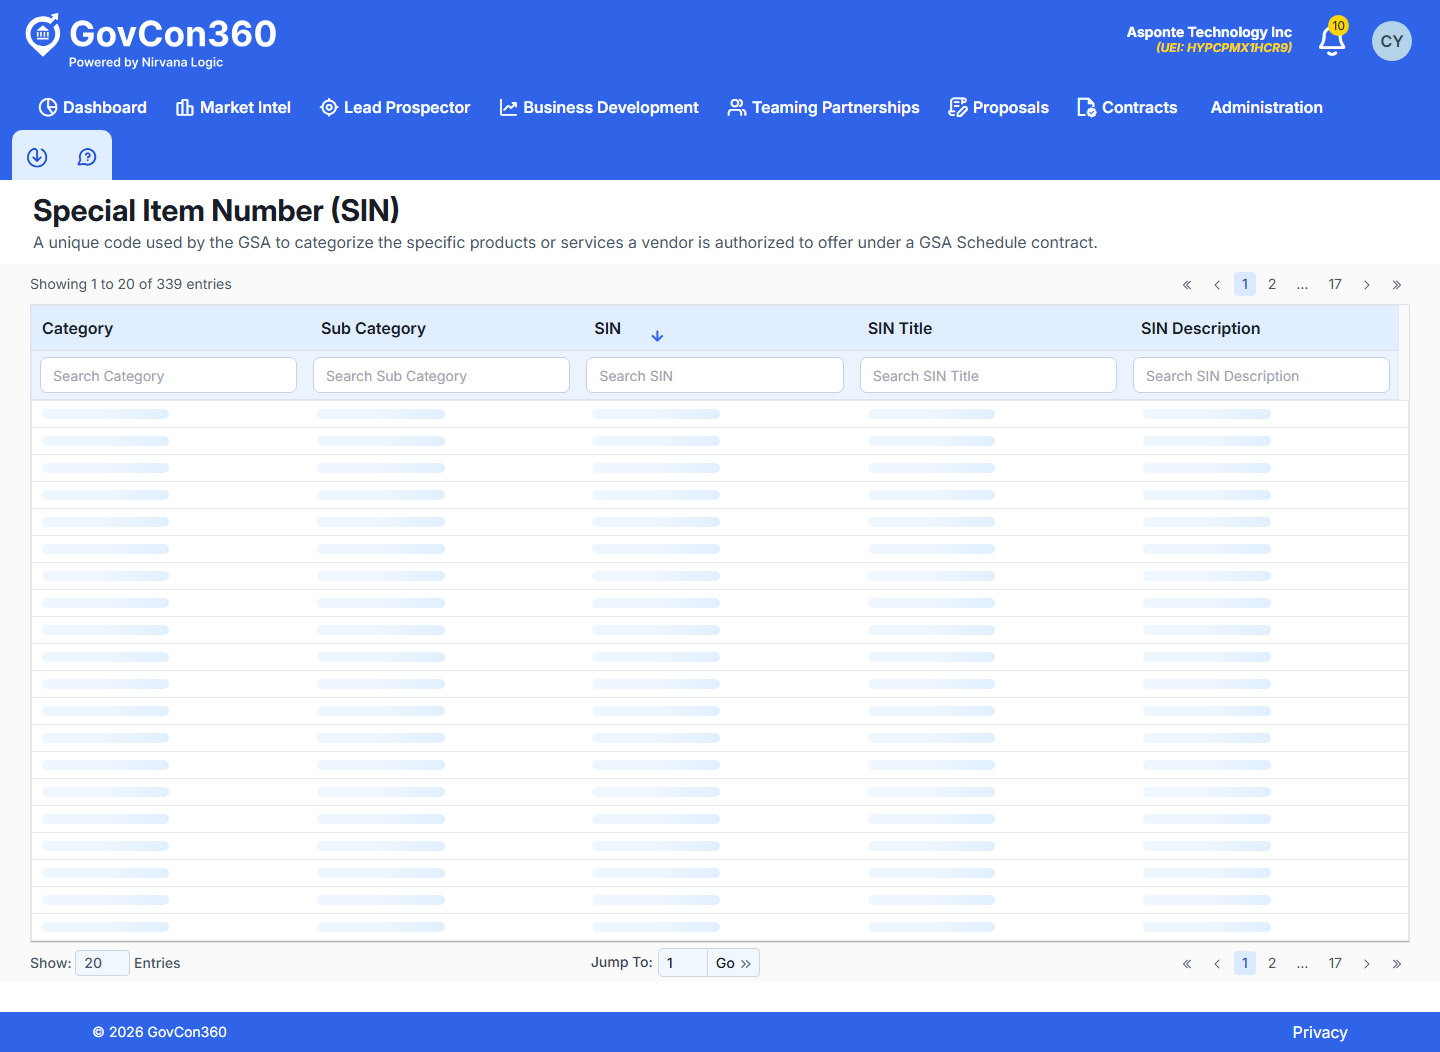 GovCon360
Powered by Nirvana Logic
Asponte Technology Inc
(UEI: HYPCPMX1HCR9)
10
CY
Dashboard
Market Intel
Lead Prospector
Business Development
Teaming Partnerships
Proposals
Contracts
Administration
Special Item Number (SIN)
A unique code used by the GSA to categorize the specific products or services a vendor is authorized to offer under a GSA Schedule contract.
Showing 1 to 20 of 339 entries
« ‹ 1 2 ... 17 › »
Category Sub Category SIN SIN Title SIN Description
Search Category Search Sub Category Search SIN Search SIN Title Search SIN Description
Show: 20 Entries
Jump To: 1 Go »
« ‹ 1 2 ... 17 › »
© 2026 GovCon360
Privacy